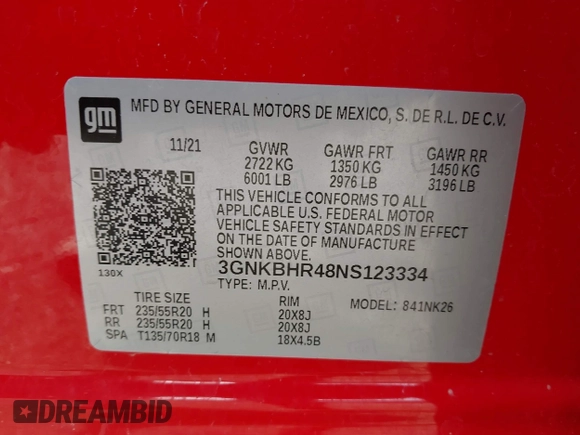 gm
MFD BY GENERAL MOTORS DE MEXICO, S. DE R.L. DE C.V.
11/21 GVWR GAWR FRT GAWR RR
2722 KG 1350 KG 1450 KG
6001 LB 2976 LB 3196 LB
THIS VEHICLE CONFORMS TO ALL
APPLICABLE U.S. FEDERAL MOTOR
VEHICLE SAFETY STANDARDS IN EFFECT
ON THE DATE OF MANUFACTURE
SHOWN ABOVE.
130X
3GNKBHR48NS123334
TYPE: M.P.V.
TIRE SIZE RIM MODEL: 841NK26
FRT 235/55R20 H 20X8J
RR 235/55R20 H 20X8J
SPA T135/70R18 M 18X4.5B
DREAMBID